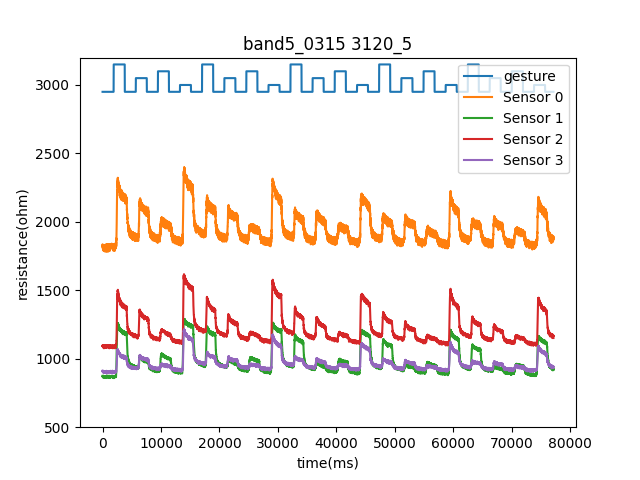 band5_0315 3120_5
gesture
Sensor 0
Sensor 1
Sensor 2
Sensor 3
resistance(ohm)
3000
2500
2000
1500
1000
500
0 10000 20000 30000 40000 50000 60000 70000 80000
time(ms)